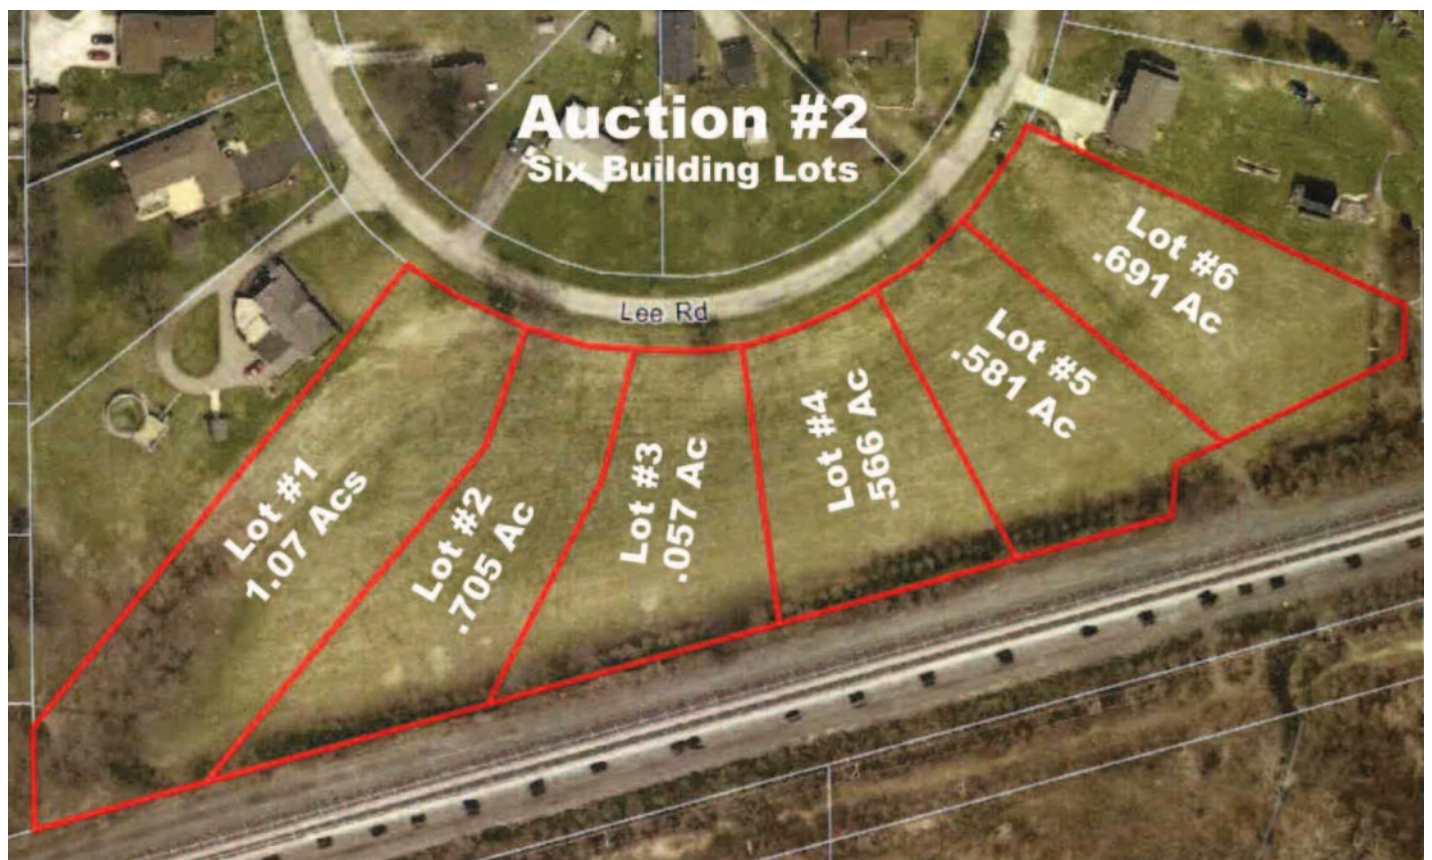 Auction #2
Six Building Lots
Lee Rd
Lot #1
1.07 Acs
Lot #2
.705 Ac
Lot #3
.057 Ac
Lot #4
.566 Ac
Lot #5
.581 Ac
Lot #6
.691 Ac